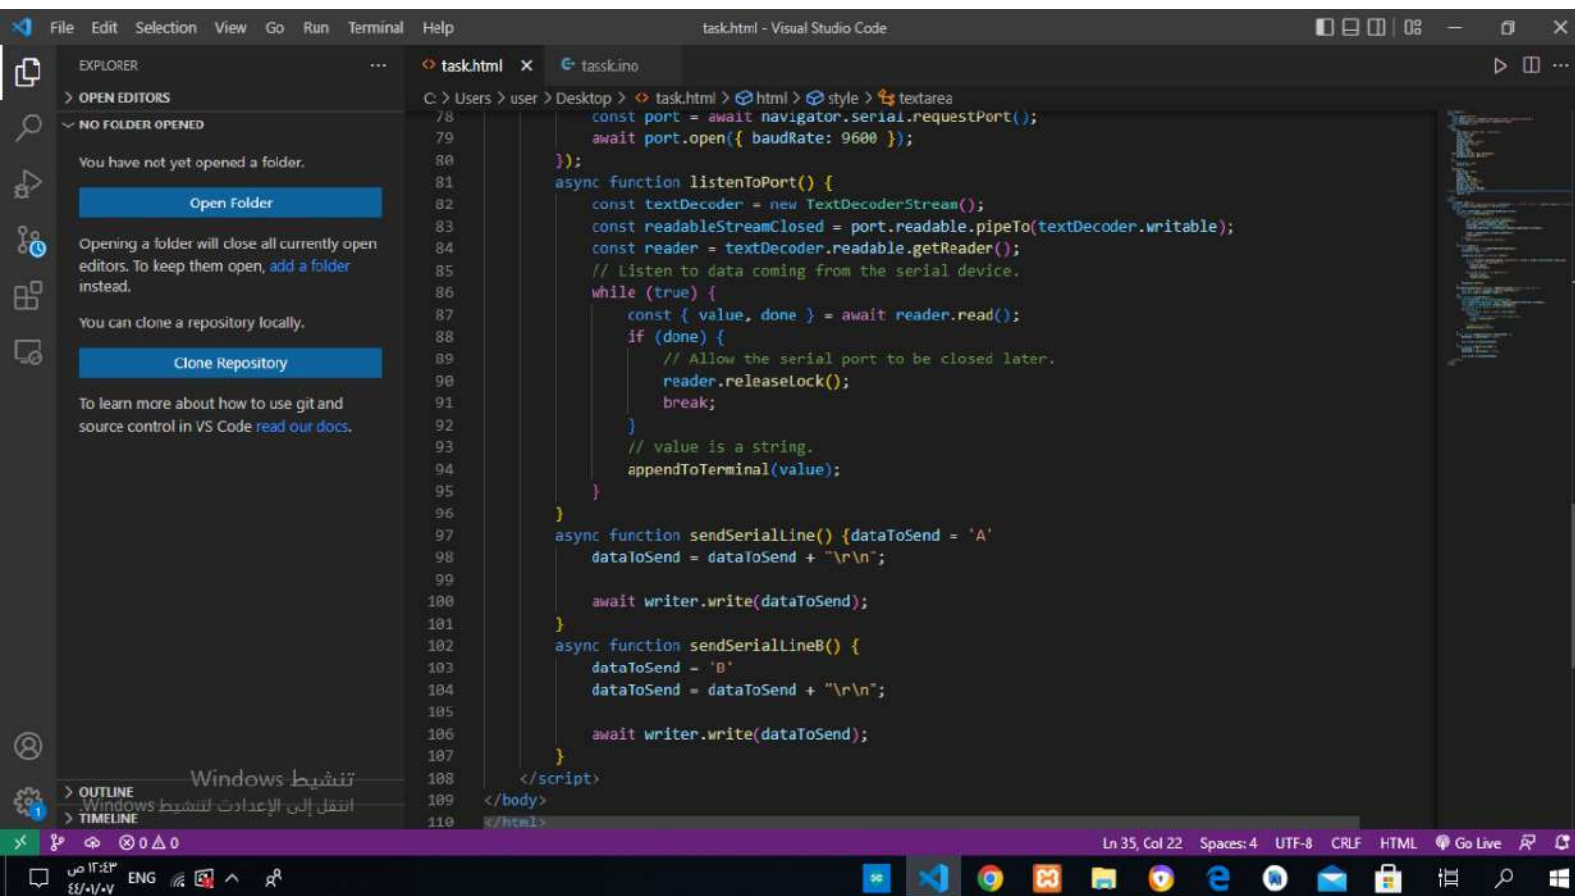 File Edit Selection View Go Run Terminal Help
task.html - Visual Studio Code
EXPLORER
task.html
tassk.ino
OPEN EDITORS
C: > Users > user > Desktop > task.html > html > style > textarea
NO FOLDER OPENED
You have not yet opened a folder.
Open Folder
Opening a folder will close all currently open
editors. To keep them open, add a folder
instead.
You can clone a repository locally.
Clone Repository
To learn more about how to use git and
source control in VS Code read our docs.
OUTLINE
TIMELINE
78 const port = await navigator.serial.requestPort();
79 await port.open({ baudRate: 9600 });
80 });
81 async function listenToPort() {
82 const textDecoder = new TextDecoderStream();
83 const readableStreamClosed = port.readable.pipeTo(textDecoder.writable);
84 const reader = textDecoder.readable.getReader();
85 // Listen to data coming from the serial device.
86 while (true) {
87 const { value, done } = await reader.read();
88 if (done) {
89 // Allow the serial port to be closed later.
90 reader.releaseLock();
91 break;
92 }
93 // value is a string.
94 appendToTerminal(value);
95 }
96 }
97 async function sendSerialLine() {dataToSend = 'A'
98 dataToSend = dataToSend + "\r\n";
99
100 await writer.write(dataToSend);
101 }
102 async function sendSerialLineB() {
103 dataToSend = 'B'
104 dataToSend = dataToSend + "\r\n";
105
106 await writer.write(dataToSend);
107 }
108 </script>
109 </body>
110 </html>
تنشيط Windows
انتقل إلى الإعدادات لتنشيط Windows.
0 0
Ln 35, Col 22 Spaces: 4 UTF-8 CRLF HTML Go Live
١٢:٤٣ ص
٤٤/٠١/٠٧
ENG